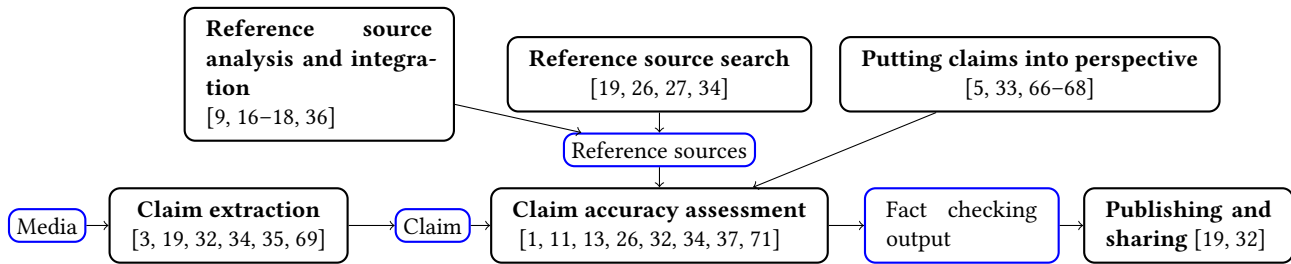 Reference source
analysis and integra-
tion
[9, 16–18, 36]
Reference source search
[19, 26, 27, 34]
Putting claims into perspective
[5, 33, 66–68]
Reference sources
Media
Claim extraction
[3, 19, 32, 34, 35, 69]
Claim
Claim accuracy assessment
[1, 11, 13, 26, 32, 34, 37, 71]
Fact checking
output
Publishing and
sharing [19, 32]